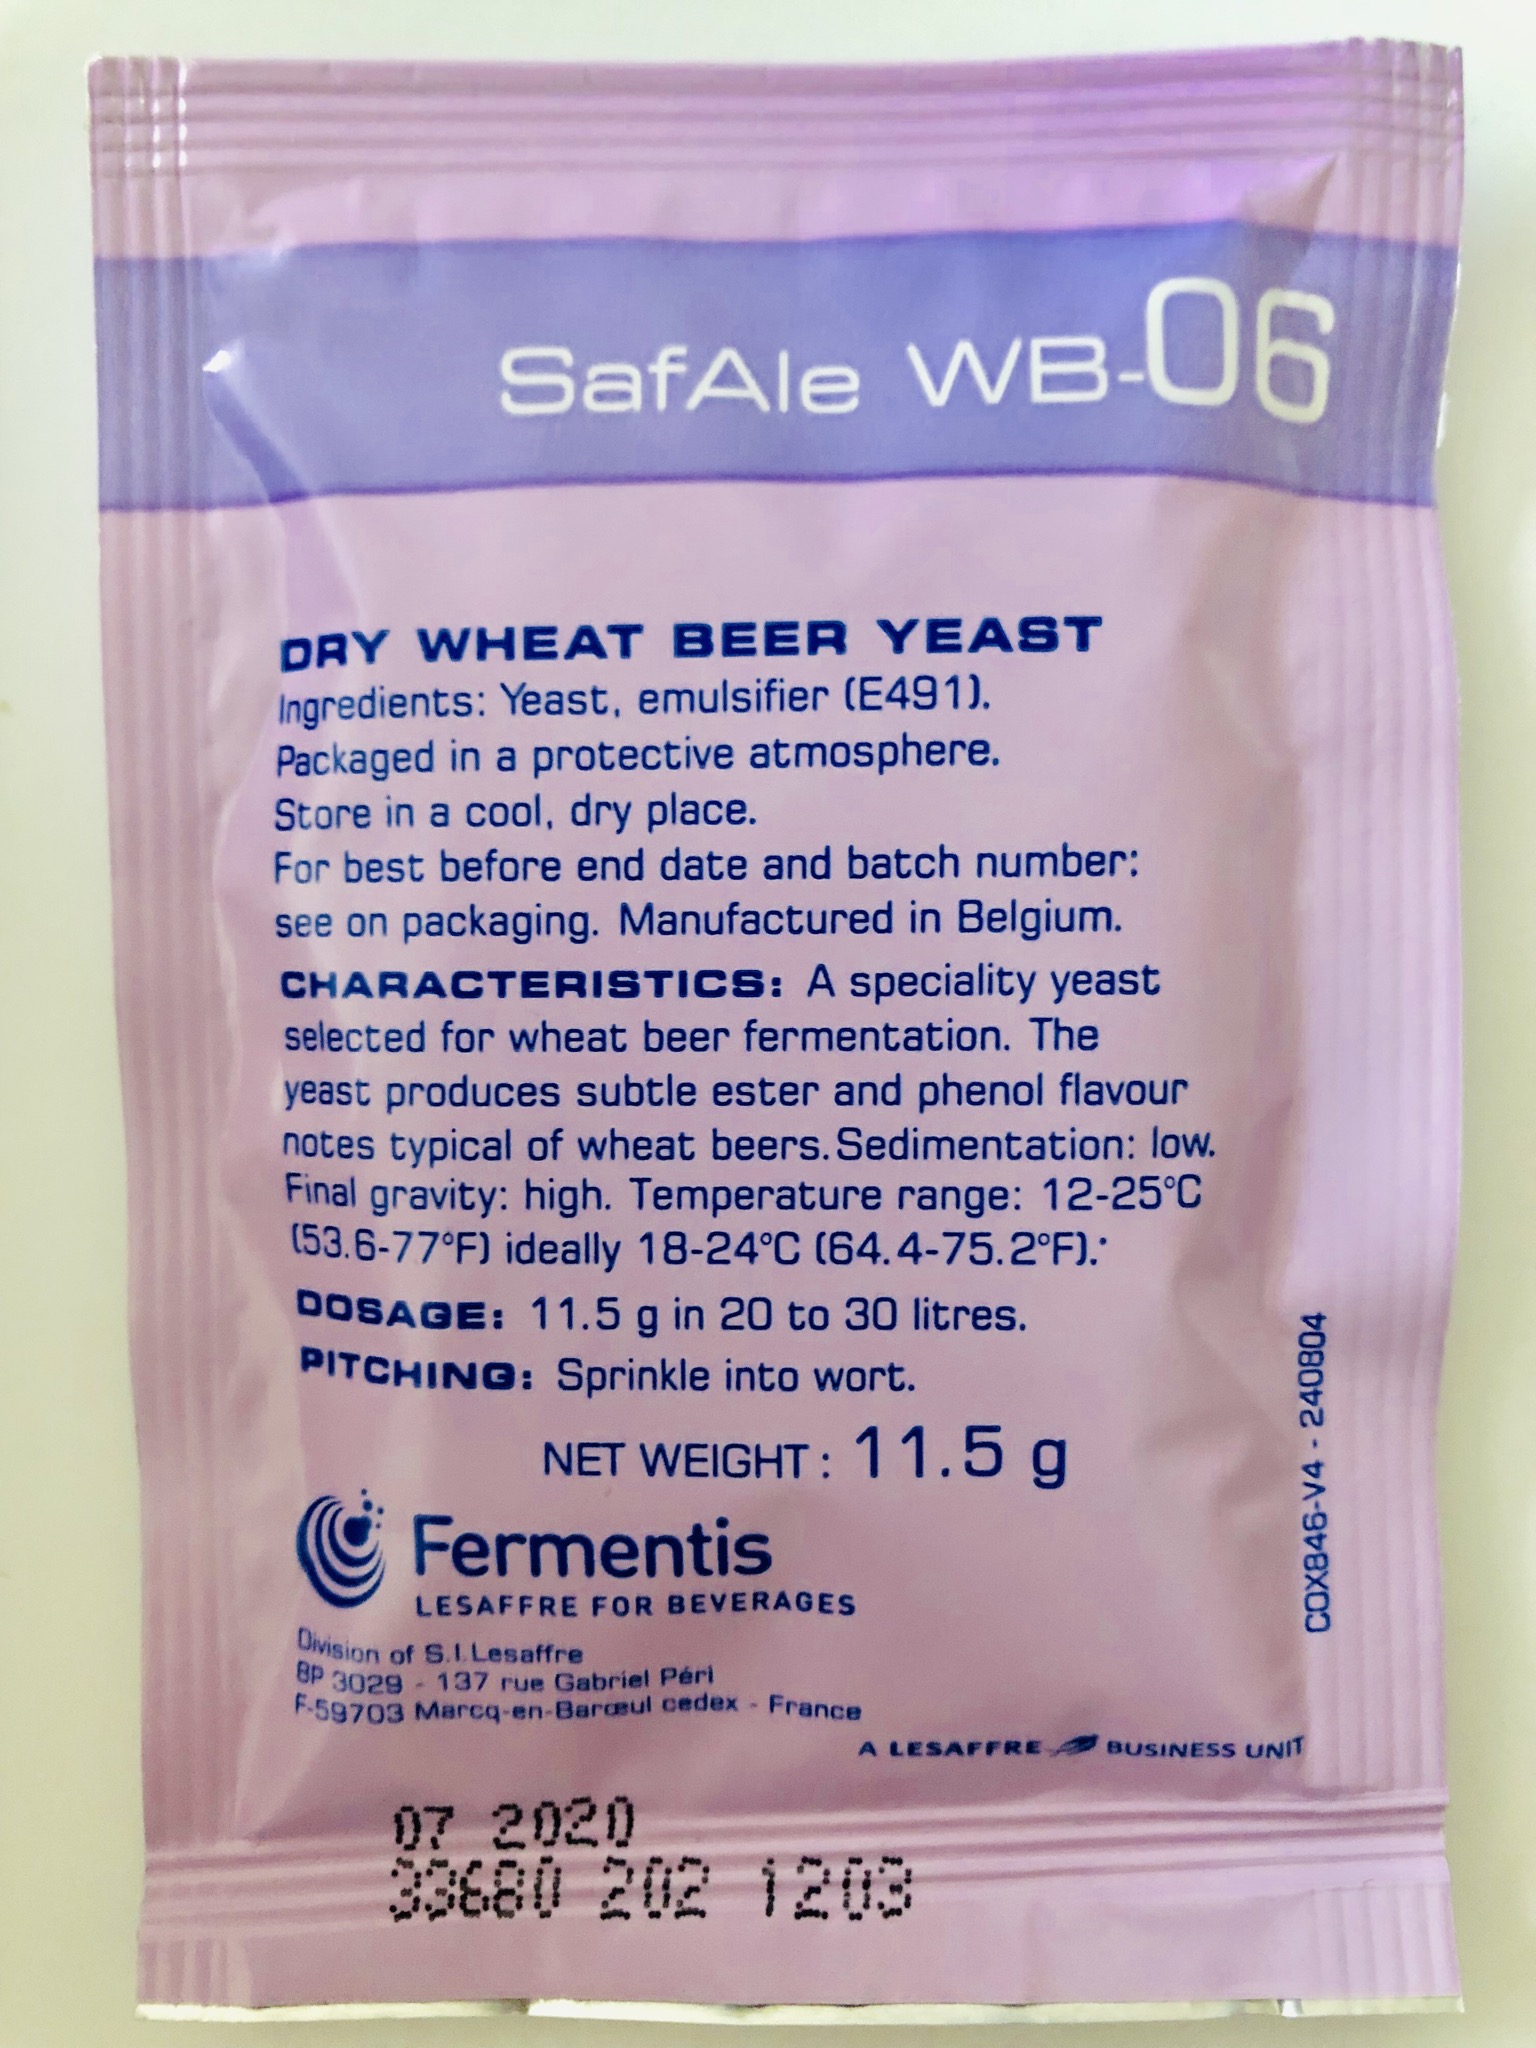 SafAle WB-06
DRY WHEAT BEER YEAST
Ingredients: Yeast, emulsifier (E491).
Packaged in a protective atmosphere.
Store in a cool, dry place.
For best before end date and batch number:
see on packaging. Manufactured in Belgium.
CHARACTERISTICS: A speciality yeast
selected for wheat beer fermentation. The
yeast produces subtle ester and phenol flavour
notes typical of wheat beers. Sedimentation: low.
Final gravity: high. Temperature range: 12-25°C
(53.6-77°F) ideally 18-24°C (64.4-75.2°F).
DOSAGE: 11.5 g in 20 to 30 litres.
PITCHING: Sprinkle into wort.
NET WEIGHT : 11.5 g
COX846-V4 - 240804
Fermentis
LESAFFRE FOR BEVERAGES
Division of S.I.Lesaffre
BP 3029 - 137 rue Gabriel Péri
F-59703 Marcq-en-Barœul cedex - France
A LESAFFRE BUSINESS UNIT
07 2020
33680 202 1203